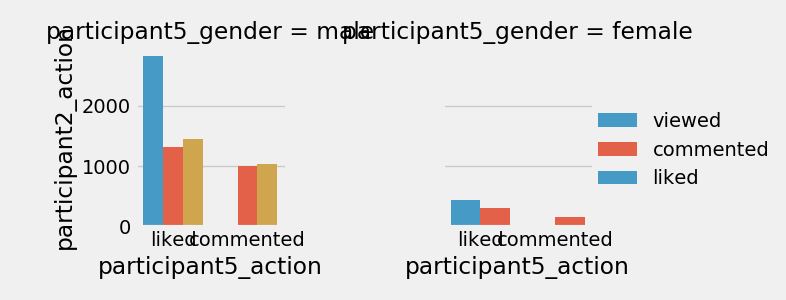 participant5_gender = male
participant5_gender = female
participant2_action
2000
1000
0
liked
commented
participant5_action
liked
commented
participant5_action
viewed
commented
liked